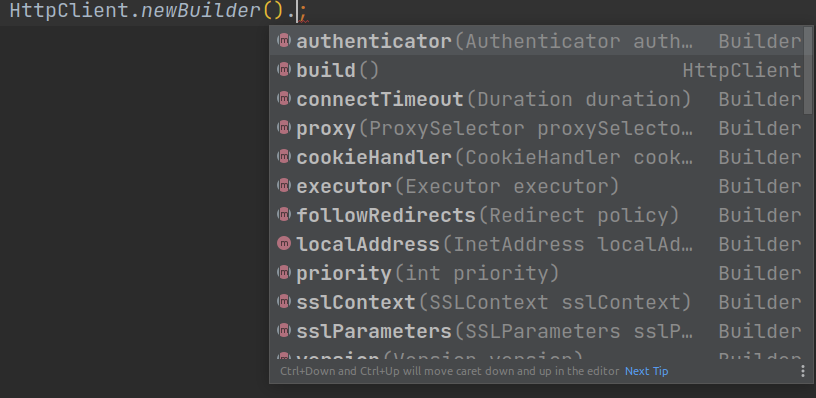 HttpClient.newBuilder().;
authenticator(Authenticator auth… Builder
build() HttpClient
connectTimeout(Duration duration) Builder
proxy(ProxySelector proxySelecto… Builder
cookieHandler(CookieHandler cook… Builder
executor(Executor executor) Builder
followRedirects(Redirect policy) Builder
localAddress(InetAddress localAd… Builder
priority(int priority) Builder
sslContext(SSLContext sslContext) Builder
sslParameters(SSLParameters sslP… Builder
version(Version version) Builder
Ctrl+Down and Ctrl+Up will move caret down and up in the editor Next Tip